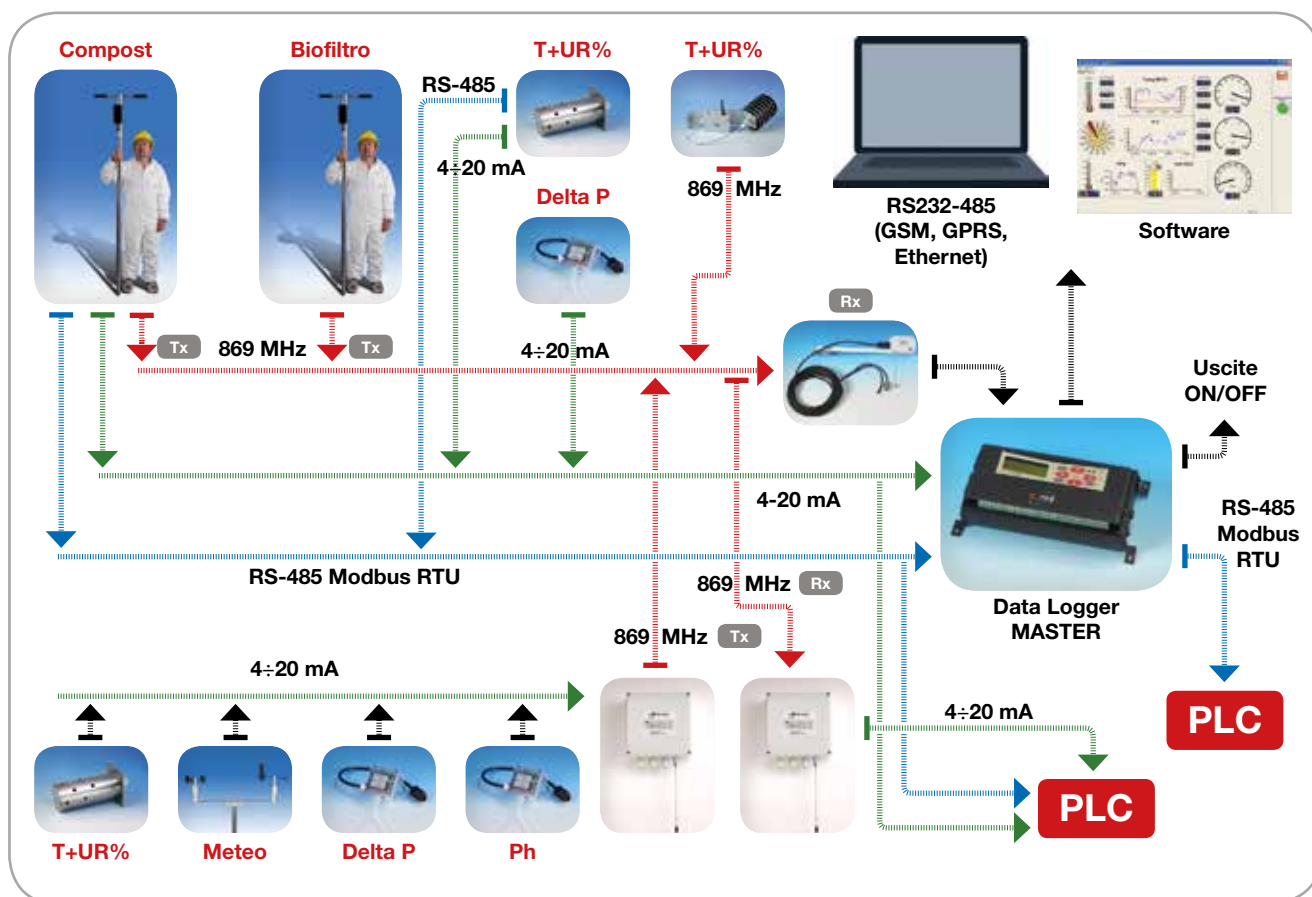 Compost
Biofiltro
T+UR%
T+UR%
RS-485
4÷20 mA
Delta P
869 MHz
RS232-485
(GSM, GPRS,
Ethernet)
Software
Rx
Tx
869 MHz
Tx
4÷20 mA
Uscite
ON/OFF
4-20 mA
RS-485
Modbus
RTU
RS-485 Modbus RTU
869 MHz
Rx
Data Logger
MASTER
869 MHz
Tx
4÷20 mA
4÷20 mA
PLC
PLC
T+UR%
Meteo
Delta P
Ph